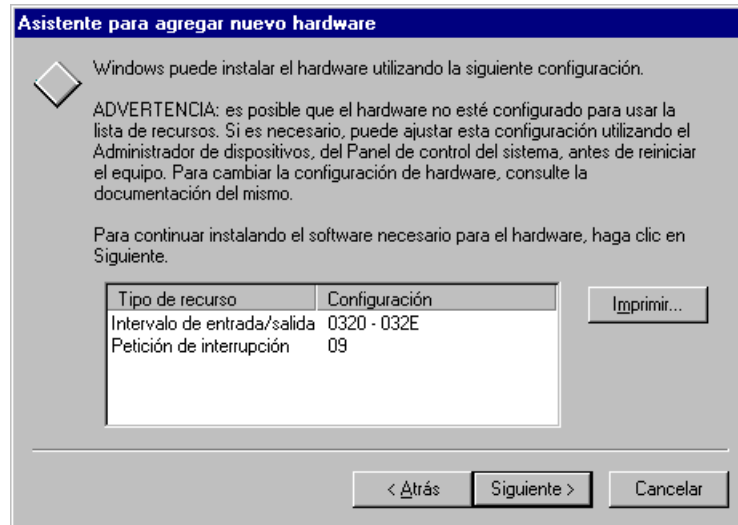 Asistente para agregar nuevo hardware
Windows puede instalar el hardware utilizando la siguiente configuración.
ADVERTENCIA: es posible que el hardware no esté configurado para usar la
lista de recursos. Si es necesario, puede ajustar esta configuración utilizando el
Administrador de dispositivos, del Panel de control del sistema, antes de reiniciar
el equipo. Para cambiar la configuración de hardware, consulte la
documentación del mismo.
Para continuar instalando el software necesario para el hardware, haga clic en
Siguiente.
Tipo de recurso Configuración
Intervalo de entrada/salida 0320 - 032E
Petición de interrupción 09
Imprimir...
< Atrás Siguiente > Cancelar